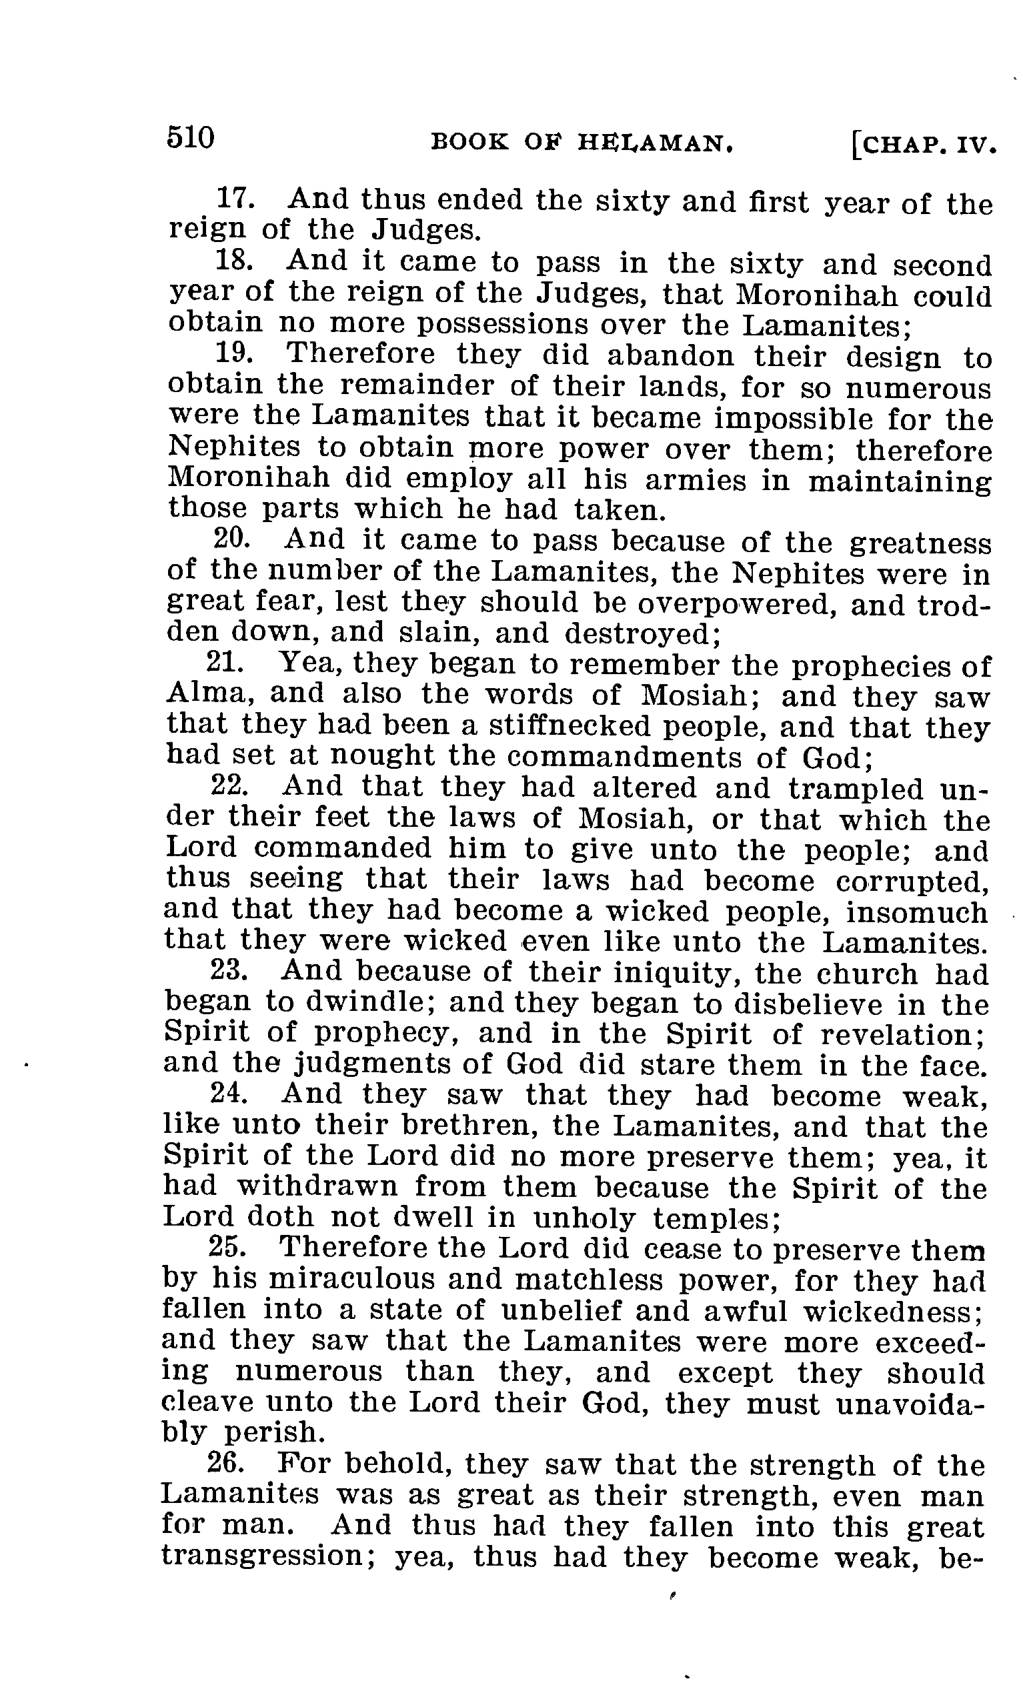 510 BOOK OF HELAMAN. [CHAP. IV.
17. And thus ended the sixty and first year of the
reign of the Judges.
18. And it came to pass in the sixty and second
year of the reign of the Judges, that Moronihah could
obtain no more possessions over the Lamanites;
19. Therefore they did abandon their design to
obtain the remainder of their lands, for so numerous
were the Lamanites that it became impossible for the
Nephites to obtain more power over them; therefore
Moronihah did employ all his armies in maintaining
those parts which he had taken.
20. And it came to pass because of the greatness
of the number of the Lamanites, the Nephites were in
great fear, lest they should be overpowered, and trod-
den down, and slain, and destroyed;
21. Yea, they began to remember the prophecies of
Alma, and also the words of Mosiah; and they saw
that they had been a stiffnecked people, and that they
had set at nought the commandments of God;
22. And that they had altered and trampled un-
der their feet the laws of Mosiah, or that which the
Lord commanded him to give unto the people; and
thus seeing that their laws had become corrupted,
and that they had become a wicked people, insomuch
that they were wicked even like unto the Lamanites.
23. And because of their iniquity, the church had
began to dwindle; and they began to disbelieve in the
Spirit of prophecy, and in the Spirit of revelation;
and the judgments of God did stare them in the face.
24. And they saw that they had become weak,
like unto their brethren, the Lamanites, and that the
Spirit of the Lord did no more preserve them; yea, it
had withdrawn from them because the Spirit of the
Lord doth not dwell in unholy temples;
25. Therefore the Lord did cease to preserve them
by his miraculous and matchless power, for they had
fallen into a state of unbelief and awful wickedness;
and they saw that the Lamanites were more exceed-
ing numerous than they, and except they should
cleave unto the Lord their God, they must unavoida-
bly perish.
26. For behold, they saw that the strength of the
Lamanites was as great as their strength, even man
for man. And thus had they fallen into this great
transgression; yea, thus had they become weak, be-